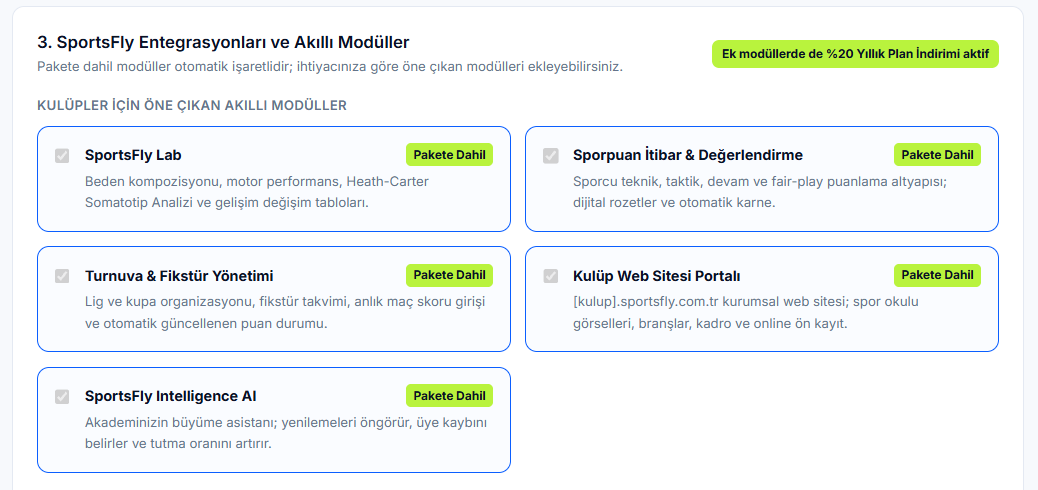 3. SportsFly Entegrasyonları ve Akıllı Modüller
Pakete dahil modüller otomatik işaretlidir; ihtiyacınıza göre öne çıkan modülleri ekleyebilirsiniz.
Ek modüllerde de %20 Yıllık Plan İndirimi aktif
KULÜPLER İÇİN ÖNE ÇIKAN AKILLI MODÜLLER
SportsFly Lab
Pakete Dahil
Beden kompozisyonu, motor performans, Heath-Carter
Somatotip Analizi ve gelişim değişim tabloları.
Sporpuan İtibar & Değerlendirme
Pakete Dahil
Sporcu teknik, taktik, devam ve fair-play puanlama altyapısı;
dijital rozetler ve otomatik karne.
Turnuva & Fikstür Yönetimi
Pakete Dahil
Lig ve kupa organizasyonu, fikstür takvimi, anlık maç skoru girişi
ve otomatik güncellenen puan durumu.
Kulüp Web Sitesi Portalı
Pakete Dahil
[kulup].sportsfly.com.tr kurumsal web sitesi; spor okulu
görselleri, branşlar, kadro ve online ön kayıt.
SportsFly Intelligence AI
Pakete Dahil
Akademinizin büyüme asistanı; yenilemeleri öngörür, üye kaybını
belirler ve tutma oranını artırır.